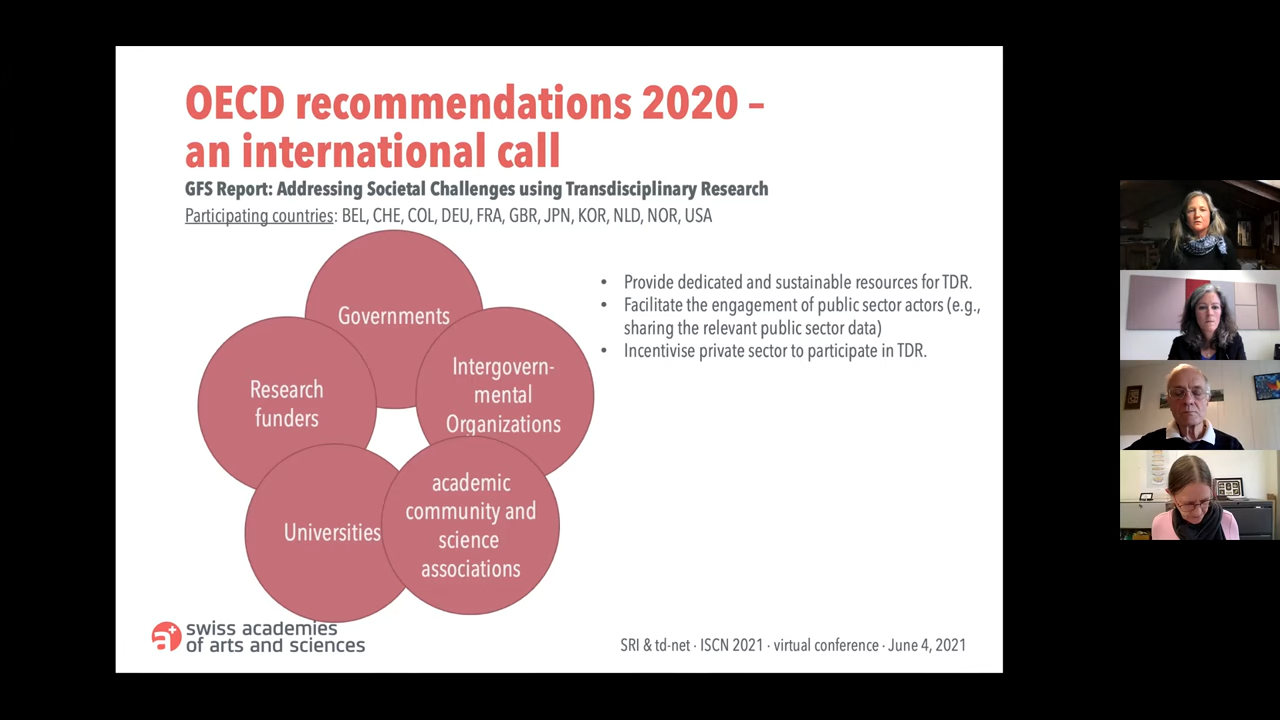 OECD recommendations 2020 –
an international call
GFS Report: Addressing Societal Challenges using Transdisciplinary Research
Participating countries: BEL, CHE, COL, DEU, FRA, GBR, JPN, KOR, NLD, NOR, USA
Governments
Intergovern-
mental
Organizations
Research
funders
academic
community and
science
associations
Universities
• Provide dedicated and sustainable resources for TDR.
• Facilitate the engagement of public sector actors (e.g.,
sharing the relevant public sector data)
• Incentivise private sector to participate in TDR.
a+ swiss academies
of arts and sciences
SRI & td-net · ISCN 2021 · virtual conference · June 4, 2021